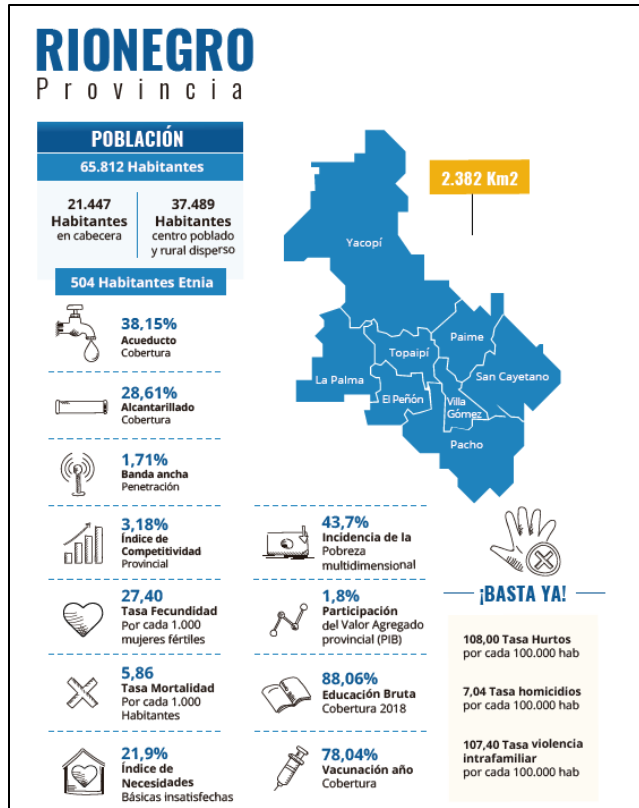 RIONEGRO
Provincia
POBLACIÓN
65.812 Habitantes
21.447
Habitantes
en cabecera
37.489
Habitantes
centro poblado
y rural disperso
504 Habitantes Etnia
2.382 Km2
Yacopí
Paime
Topaipí
La Palma
San Cayetano
El Peñón
Villa
Gómez
Pacho
38,15%
Acueducto
Cobertura
28,61%
Alcantarillado
Cobertura
1,71%
Banda ancha
Penetración
3,18%
Índice de
Competitividad
Provincial
27,40
Tasa Fecundidad
Por cada 1.000
mujeres fértiles
5,86
Tasa Mortalidad
Por cada 1.000
Habitantes
21,9%
Índice de
Necesidades
Básicas insatisfechas
43,7%
Incidencia de la
Pobreza
multidimensional
1,8%
Participación
del Valor Agregado
provincial (PIB)
88,06%
Educación Bruta
Cobertura 2018
78,04%
Vacunación año
Cobertura
¡BASTA YA!
108,00 Tasa Hurtos
por cada 100.000 hab
7,04 Tasa homicidios
por cada 100.000 hab
107,40 Tasa violencia
intrafamiliar
por cada 100.000 hab